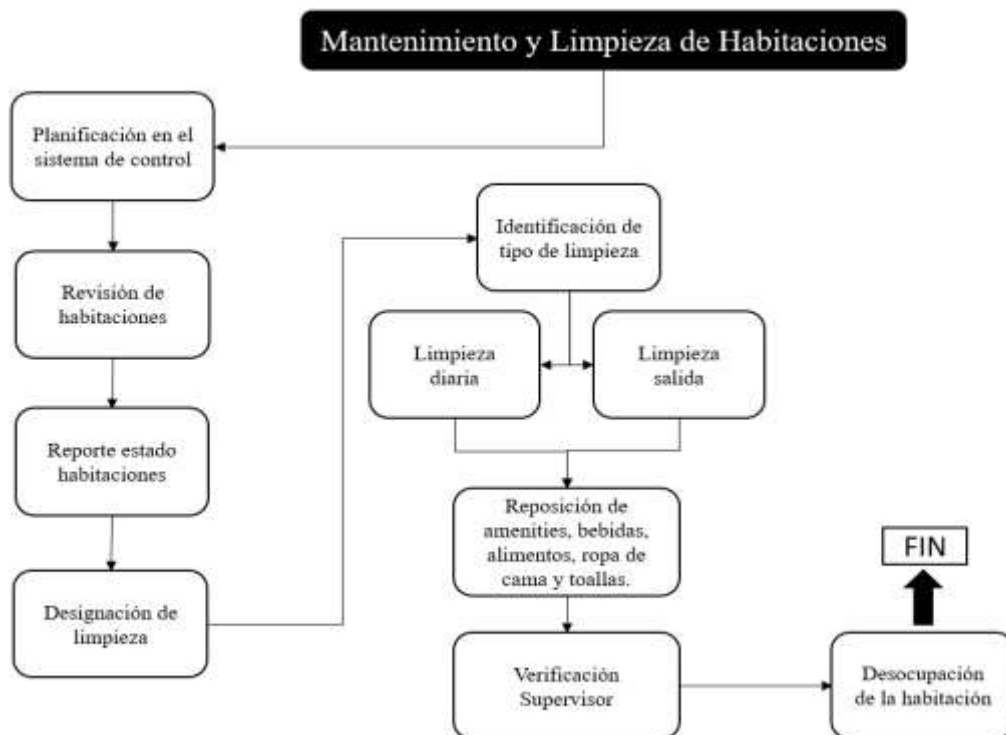 Mantenimiento y Limpieza de Habitaciones
Planificación en el
sistema de control
Revisión de
habitaciones
Reporte estado
habitaciones
Designación de
limpieza
Identificación de
tipo de limpieza
Limpieza
diaria
Limpieza
salida
Reposición de
amenities, bebidas,
alimentos, ropa de
cama y toallas.
Verificación
Supervisor
Desocupación
de la habitación
FIN